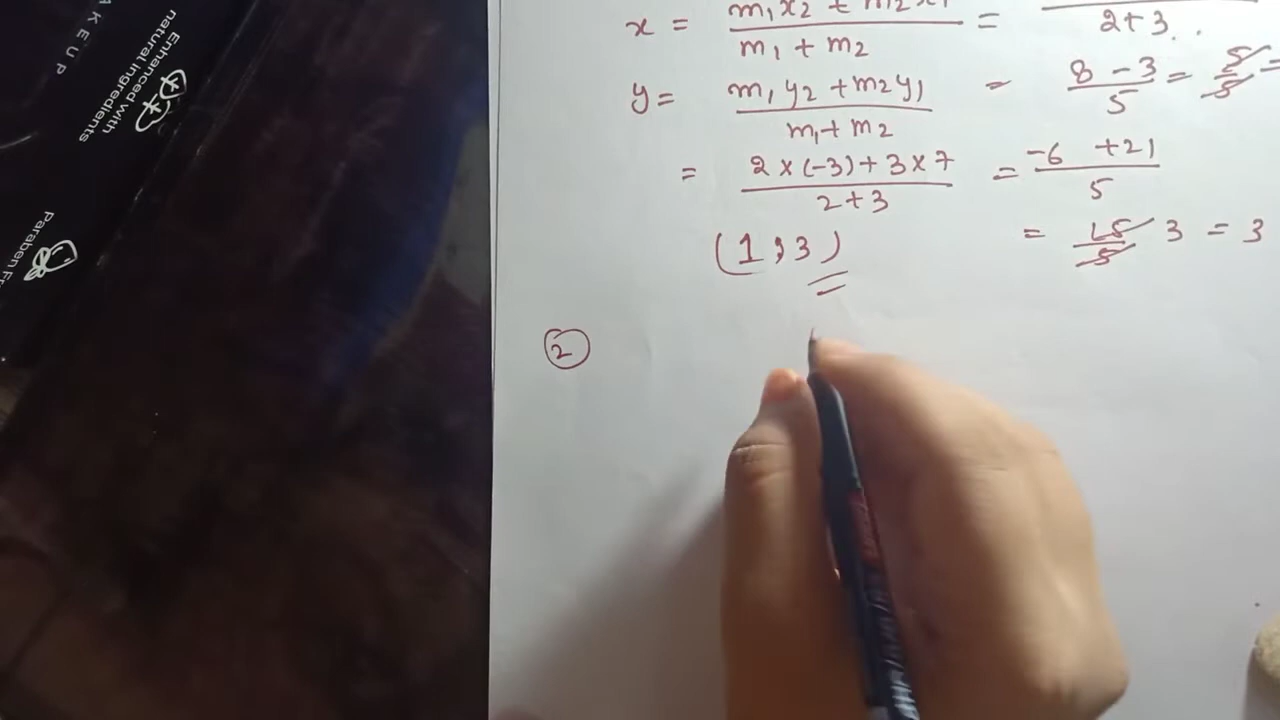 x = m₁x₂ + m₂x₁ / m₁ + m₂ = / 2+3
y = m₁y₂ + m₂y₁ / m₁ + m₂ = 8 - 3 / 5 = 5 / 5 =
= 2×(-3) + 3×7 / 2+3 = -6 +21 / 5
(1, 3) = 15 / 5 3 = 3
②
AKEUP
Enhanced with
natural ingredients
Paraben Fr